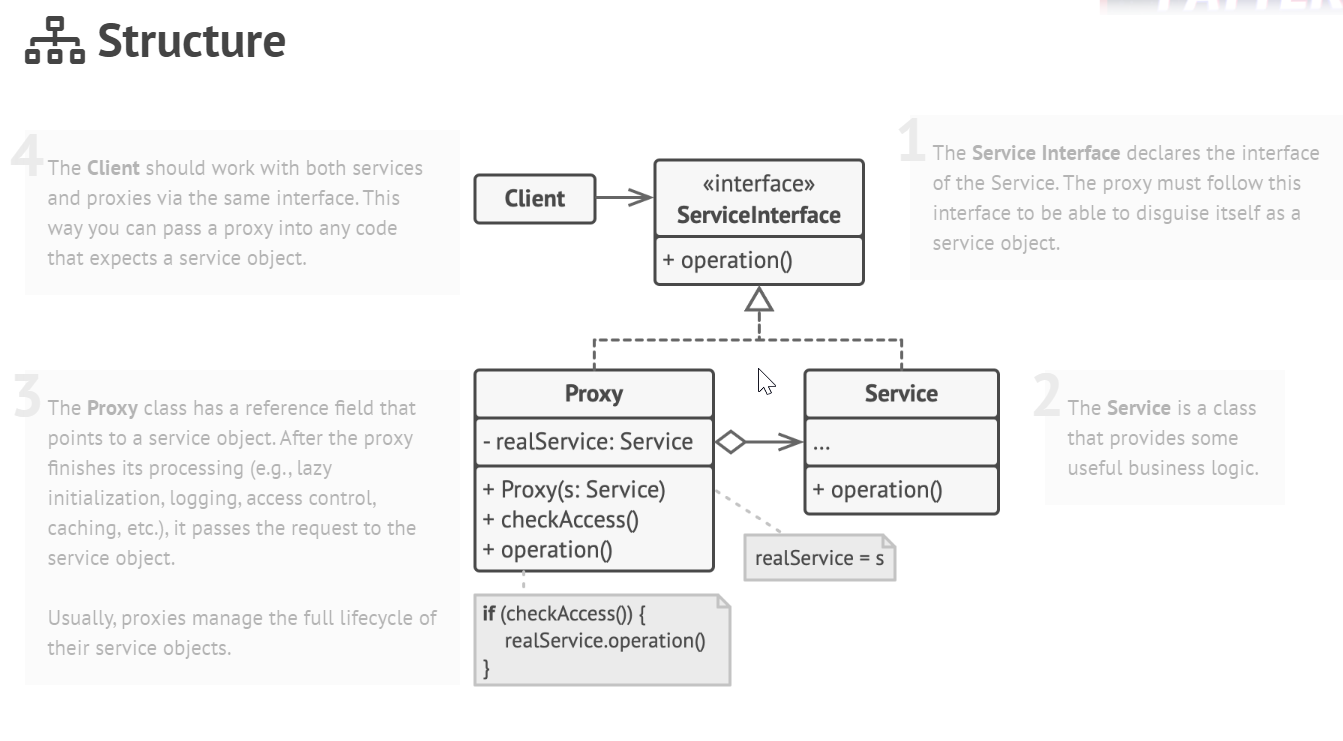 Structure
4
The Client should work with both services
and proxies via the same interface. This
way you can pass a proxy into any code
that expects a service object.
Client
«interface»
ServiceInterface
+ operation()
1
The Service Interface declares the interface
of the Service. The proxy must follow this
interface to be able to disguise itself as a
service object.
3
The Proxy class has a reference field that
points to a service object. After the proxy
finishes its processing (e.g., lazy
initialization, logging, access control,
caching, etc.), it passes the request to the
service object.
Usually, proxies manage the full lifecycle of
their service objects.
Proxy
- realService: Service
+ Proxy(s: Service)
+ checkAccess()
+ operation()
Service
...
+ operation()
realService = s
if (checkAccess()) {
realService.operation()
}
2
The Service is a class
that provides some
useful business logic.